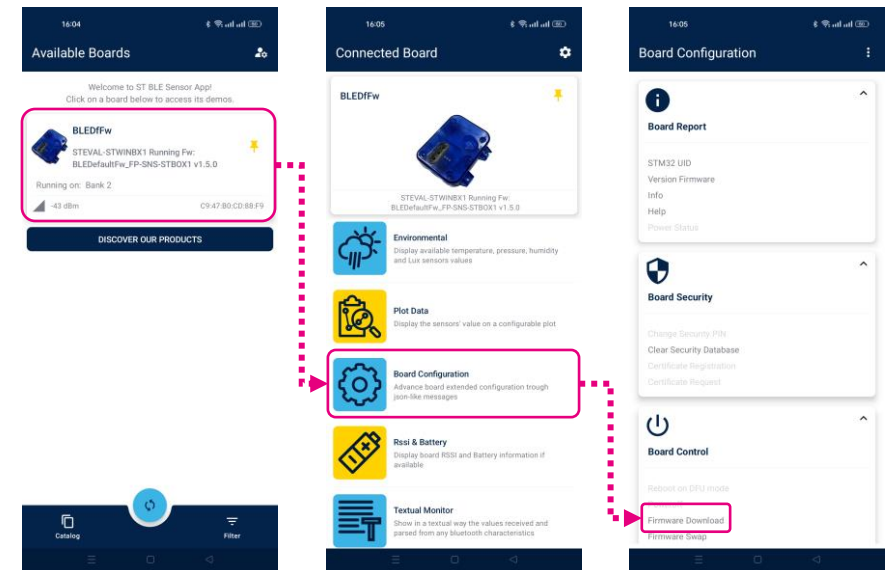 16:04
Available Boards
Welcome to ST BLE Sensor App!
Click on a board below to access its demos.
BLEDfFw
STEVAL-STWINBX1 Running Fw:
BLEDefaultFw_FP-SNS-STBOX1 v1.5.0
Running on: Bank 2
-43 dBm
C9:47:B0:CD:88:F9
DISCOVER OUR PRODUCTS
Catalog
Filter
16:05
Connected Board
BLEDfFw
STEVAL-STWINBX1 Running Fw:
BLEDefaultFw_FP-SNS-STBOX1 v1.5.0
Environmental
Display available temperature, pressure, humidity
and Lux sensors values
Plot Data
Display the sensors' value on a configurable plot
Board Configuration
Advance board extended configuration trough
json-like messages
Rssi & Battery
Display board RSSI and Battery information if
available
Textual Monitor
Show in a textual way the values received and
parsed from any bluetooth characteristics
16:05
Board Configuration
Board Report
STM32 UID
Version Firmware
Info
Help
Power Status
Board Security
Change Security PIN
Clear Security Database
Certificate Registration
Certificate Request
Board Control
Reboot on DFU mode
Firmware Download
Firmware Swap